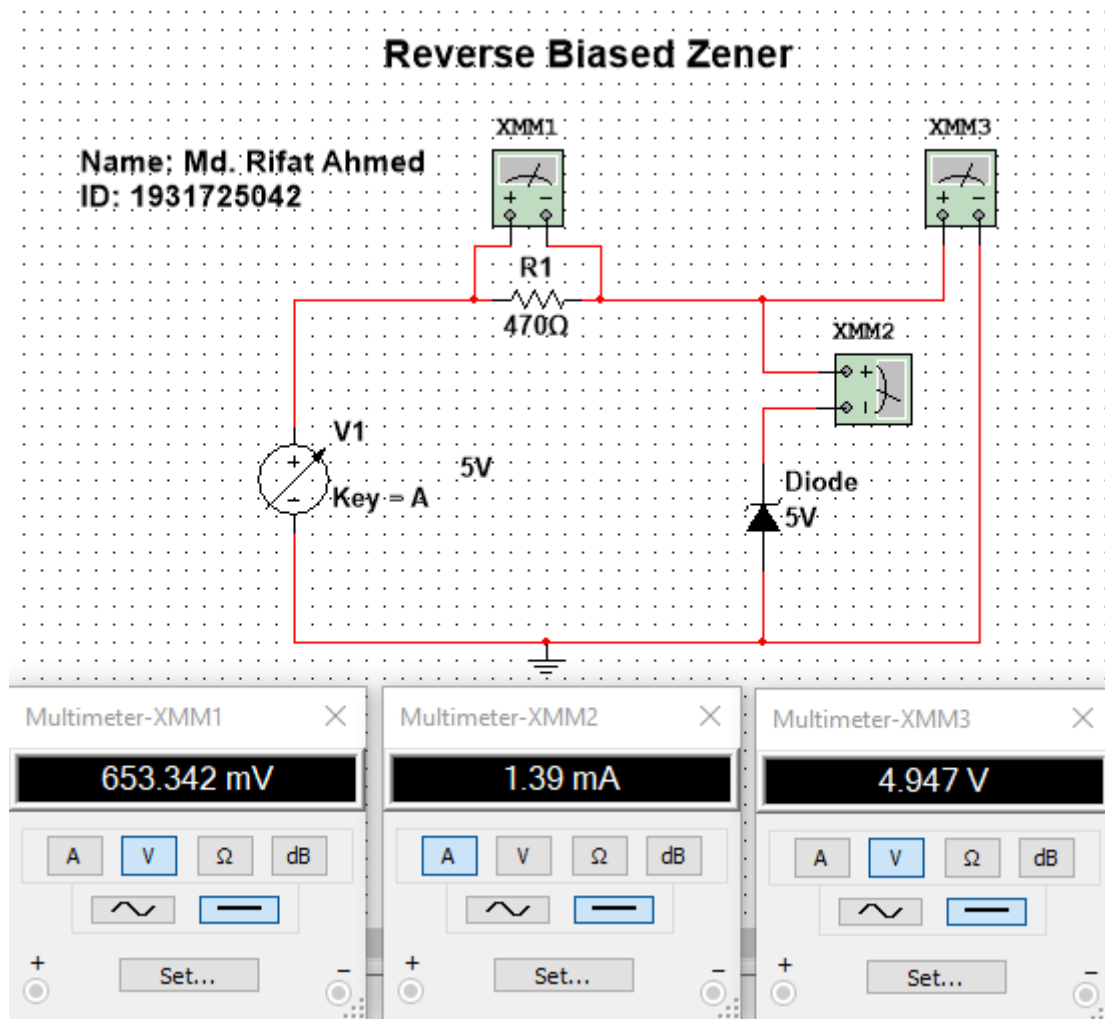 Reverse Biased Zener
XMM1
XMM3
Name: Md. Rifat Ahmed
ID: 1931725042
+ −
+ −
R1
470Ω
XMM2
+
−
V1
5V
Key = A
+
−
Diode
5V
Multimeter-XMM1
653.342 mV
A V Ω dB
+ Set... −
Multimeter-XMM2
1.39 mA
A V Ω dB
+ Set... −
Multimeter-XMM3
4.947 V
A V Ω dB
+ Set... −